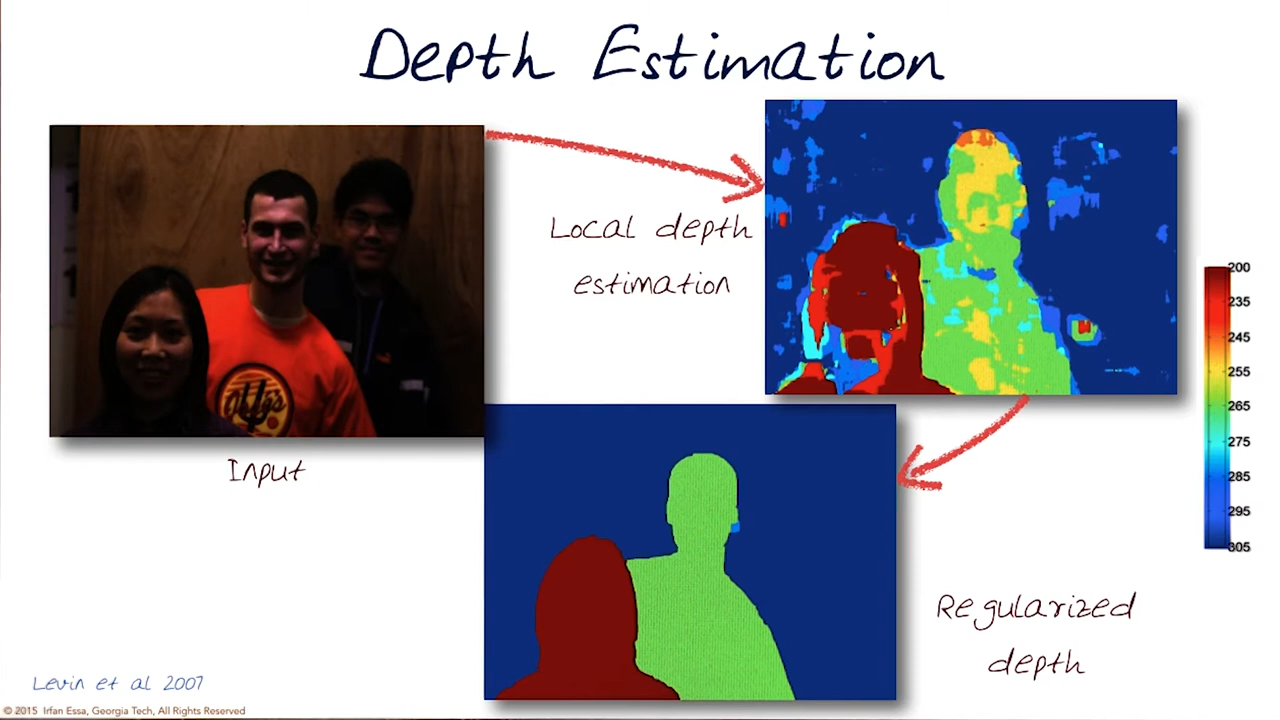 Depth Estimation
Local depth
estimation
Input
200
235
245
255
265
275
285
295
305
Regularized
depth
Levin et al 2007
© 2015 Irfan Essa, Georgia Tech, All Rights Reserved